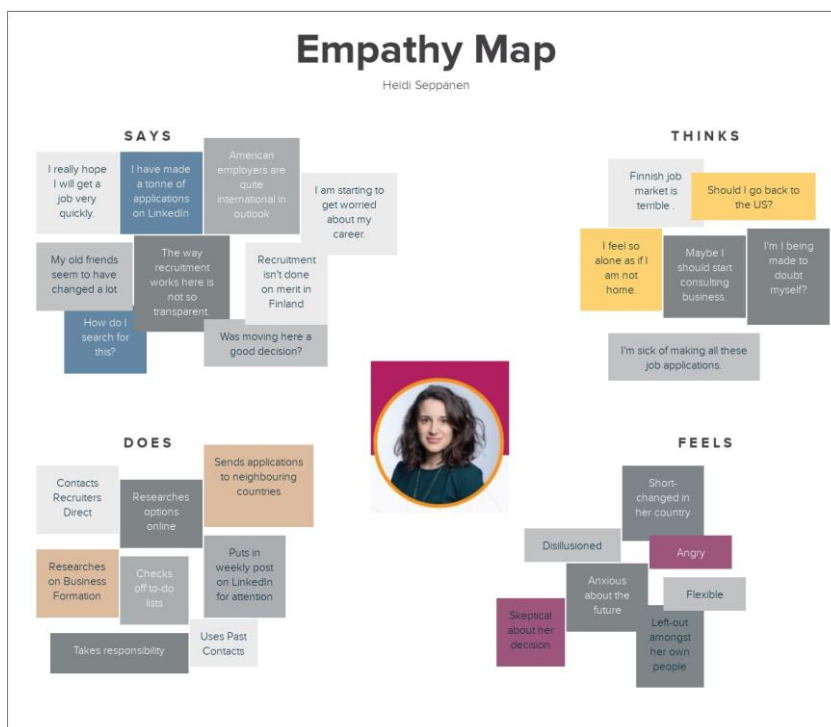 Empathy Map
Heidi Seppanen
SAYS
I really hope
I will get a
job very
quickly.
I have made
a tonne of
applications
on LinkedIn
American
employers are
quite
international in
outlook
I am starting to
get worried
about my
career.
My old friends
seem to have
changed a lot
The way
recruitment
works here is
not so
transparent.
Recruitment
isn't done
on merit in
Finland
How do I
search for
this?
Was moving here
a good decision?
THINKS
Finnish job
market is
terrible .
Should I go back to
the US?
I feel so
alone as if I
am not
home.
Maybe I
should start
consulting
business.
I'm I being
made to
doubt
myself?
I'm sick of making all these
job applications.
DOES
Contacts
Recruiters
Direct
Researches
options
online
Sends applications
to neighbouring
countries
Researches
on Business
Formation
Checks
off to-do
lists
Puts in
weekly post
on LinkedIn
for attention
Takes responsibility
Uses Past
Contacts
FEELS
Short-
changed in
her country
Disillusioned
Angry
Anxious
about the
future
Flexible
Skeptical
about her
decision
Left-out
amongst
her own
people